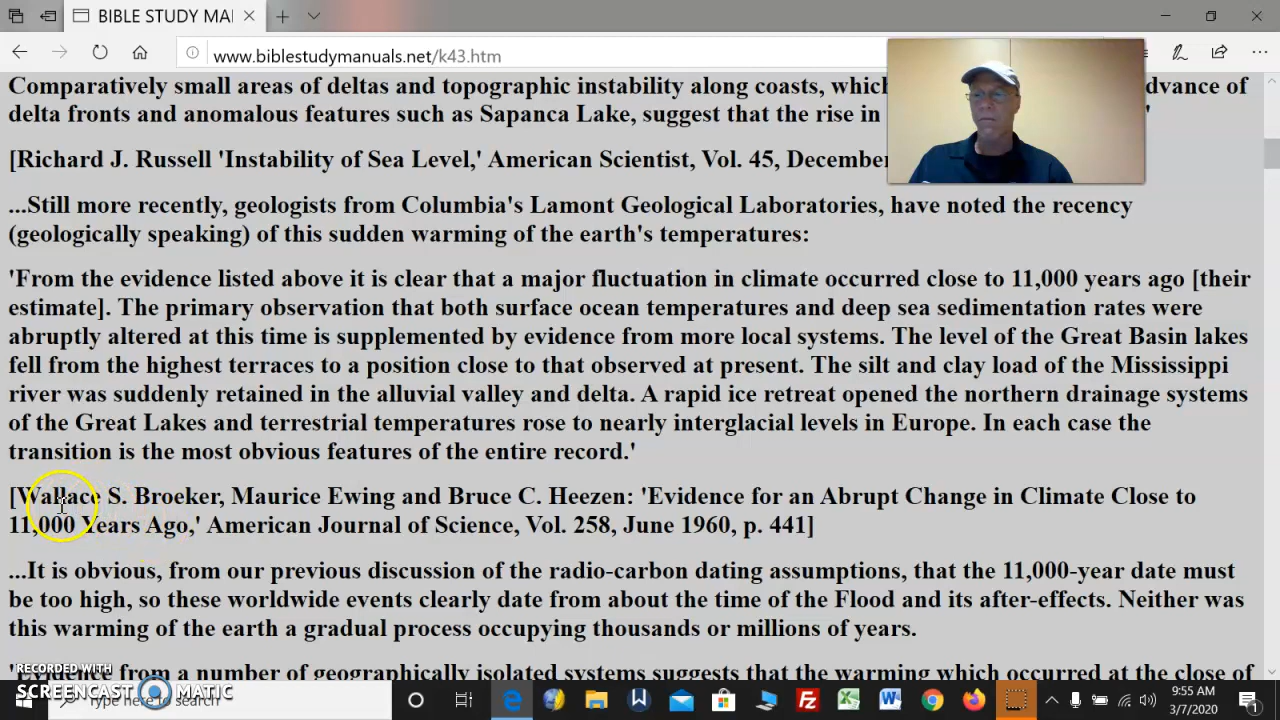 BIBLE STUDY MAI
www.biblestudymanuals.net/k43.htm
Comparatively small areas of deltas and topographic instability along coasts, which dvance of
delta fronts and anomalous features such as Sapanca Lake, suggest that the rise in '
[Richard J. Russell 'Instability of Sea Level,' American Scientist, Vol. 45, December
...Still more recently, geologists from Columbia's Lamont Geological Laboratories, have noted the recency
(geologically speaking) of this sudden warming of the earth's temperatures:
'From the evidence listed above it is clear that a major fluctuation in climate occurred close to 11,000 years ago [their
estimate]. The primary observation that both surface ocean temperatures and deep sea sedimentation rates were
abruptly altered at this time is supplemented by evidence from more local systems. The level of the Great Basin lakes
fell from the highest terraces to a position close to that observed at present. The silt and clay load of the Mississippi
river was suddenly retained in the alluvial valley and delta. A rapid ice retreat opened the northern drainage systems
of the Great Lakes and terrestrial temperatures rose to nearly interglacial levels in Europe. In each case the
transition is the most obvious features of the entire record.'
[Wallace S. Broeker, Maurice Ewing and Bruce C. Heezen: 'Evidence for an Abrupt Change in Climate Close to
11,000 Years Ago,' American Journal of Science, Vol. 258, June 1960, p. 441]
...It is obvious, from our previous discussion of the radio-carbon dating assumptions, that the 11,000-year date must
be too high, so these worldwide events clearly date from about the time of the Flood and its after-effects. Neither was
this warming of the earth a gradual process occupying thousands or millions of years.
'Evidence from a number of geographically isolated systems suggests that the warming which occurred at the close of
RECORDED WITH
SCREENCAST MATIC
here to search
9:55 AM
3/7/2020